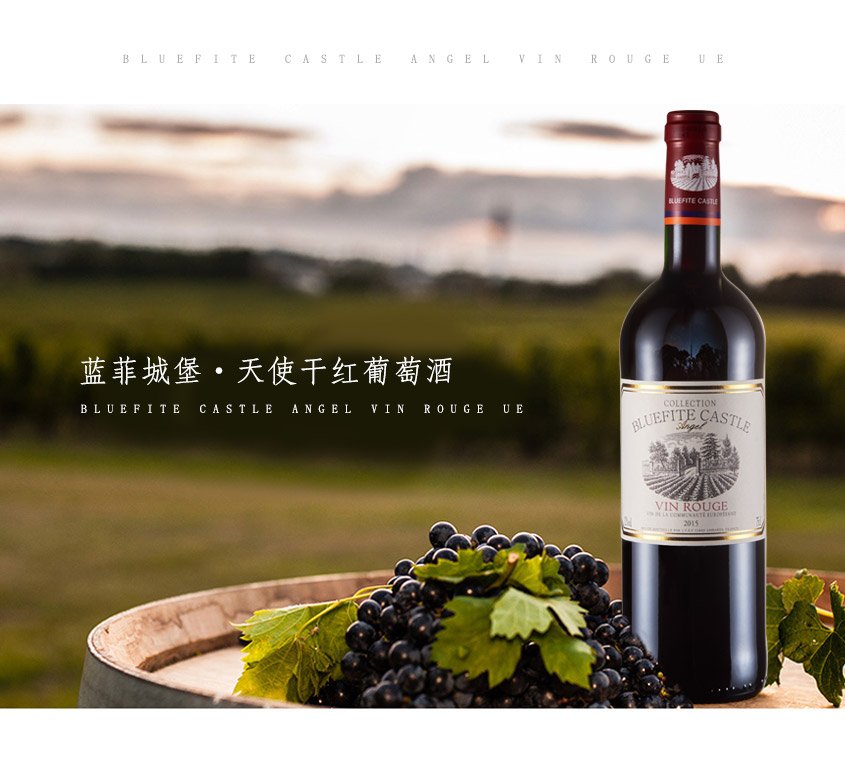 BLUEFITE CASTLE ANGEL VIN ROUGE UE
BLUEFITE CASTLE
蓝菲城堡·天使干红葡萄酒
BLUEFITE CASTLE ANGEL VIN ROUGE UE
COLLECTION
BLUEFITE CASTLE
Angel
VIN ROUGE
VIN DE LA COMMUNAUTÉ EUROPÉENNE
2015